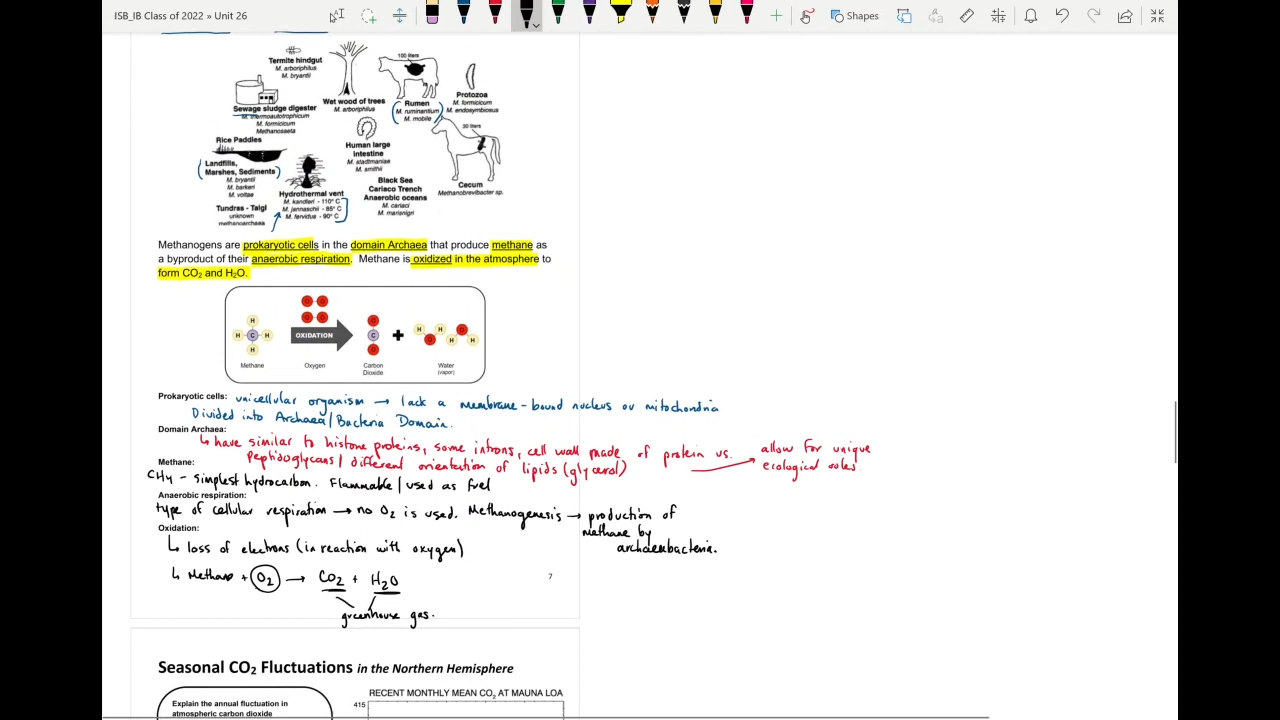 ISB_IB Class of 2022 » Unit 26
Shapes
100 liters
Termite hindgut
M. arboriphilus
M. bryantii
Wet wood of trees
M. arboriphilus
Rumen
M. ruminantium
M. mobile
Protozoa
M. formicicum
M. endosymbiosus
Sewage sludge digester
M. thermoautotrophicum
M. formicicum
Methanosaeta
30 liters
Rice Paddies
Human large
intestine
M. stadtmaniae
M. smithii
Landfills,
Marshes, Sediments
M. bryantii
M. barkeri
M. voltae
Hydrothermal vent
M. kandleri - 110° C
M. jannaschii - 85° C
M. fervidus - 90° C
Black Sea
Cariaco Trench
Anaerobic oceans
M. cariaci
M. marisnigri
Cecum
Methanobrevibacter sp.
Tundras - Taigi
unknown
methanoarchaea
Methanogens are prokaryotic cells in the domain Archaea that produce methane as
a byproduct of their anaerobic respiration. Methane is oxidized in the atmosphere to
form CO₂ and H₂O.
O O
O O
H
H C H
H
OXIDATION
O
C
O
H H O
O H H
Methane
Oxygen
Carbon
Dioxide
Water
(vapor)
Prokaryotic cells: unicellular organism → lack a membrane-bound nucleus or mitochondria
Divided into Archaea/Bacteria Domain.
Domain Archaea:
↳ have similar to histone proteins, some introns, cell wall made of protein vs.
Peptidoglycans/different orientation of lipids (glycerol)
allow for unique
ecological roles.
Methane:
CH4 - simplest hydrocarbon. Flammable/used as fuel
Anaerobic respiration:
type of cellular respiration → no O2 is used. Methanogenesis → production of
methane by
archaebacteria.
Oxidation:
↳ loss of electrons (in reaction with oxygen)
↳ Methane + O2 → CO2 + H2O
greenhouse gas.
7
Seasonal CO₂ Fluctuations in the Northern Hemisphere
Explain the annual fluctuation in
atmospheric carbon dioxide
RECENT MONTHLY MEAN CO₂ AT MAUNA LOA
415